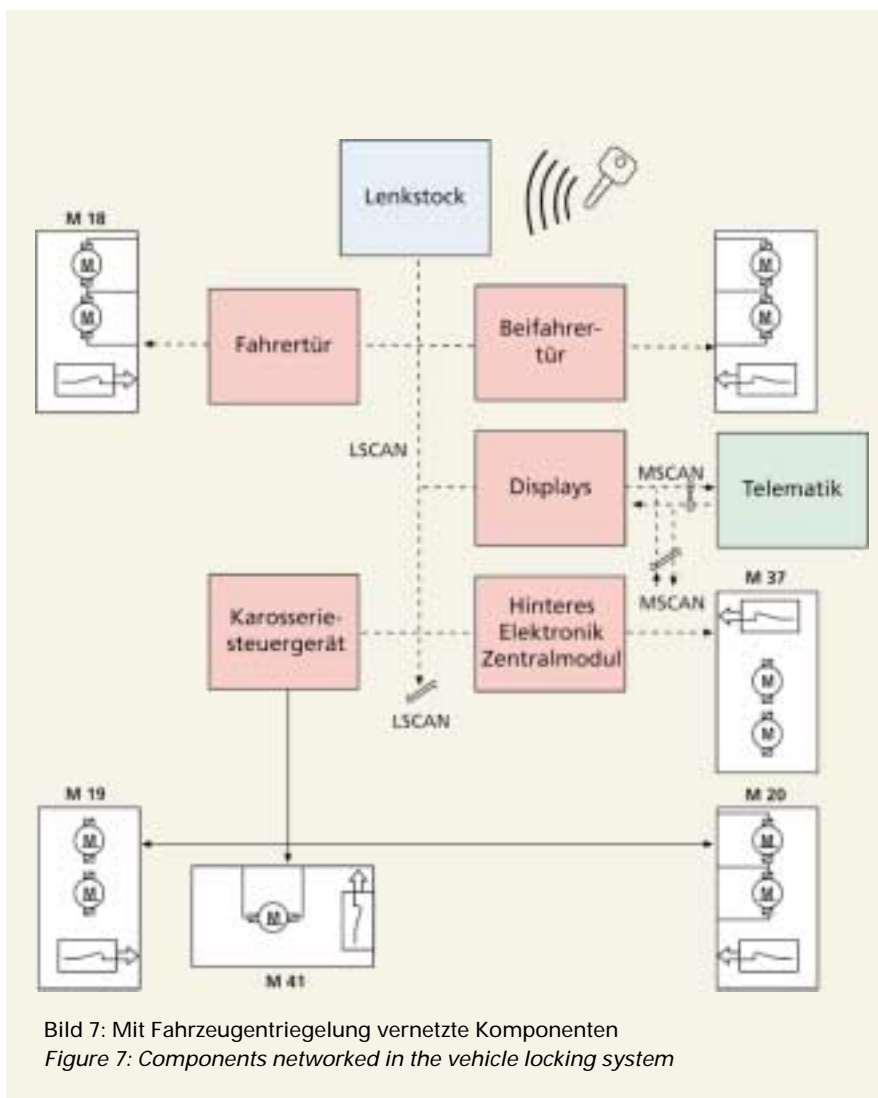 Lenkstock
M 18
M
M
Fahrertür
Beifahrer-
tür
M
M
LSCAN
Displays
MSCAN
Telematik
Karosserie-
steuergerät
Hinteres
Elektronik
Zentralmodul
MSCAN
M 37
M
M
LSCAN
M 19
M
M
M
M 41
M 20
M
M
Bild 7: Mit Fahrzeugentriegelung vernetzte Komponenten
Figure 7: Components networked in the vehicle locking system